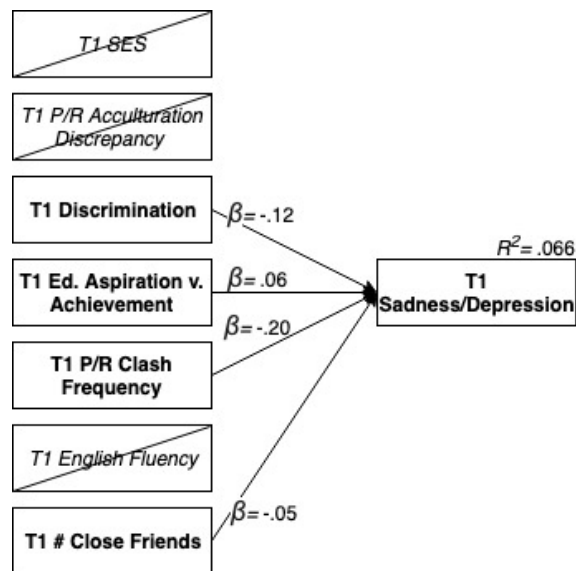 T1 SES
T1 P/R Acculturation
Discrepancy
T1 Discrimination
β= -.12
R²= .066
T1 Ed. Aspiration v.
Achievement
β= .06
T1
Sadness/Depression
T1 P/R Clash
Frequency
β= -.20
T1 English Fluency
T1 # Close Friends
β= -.05